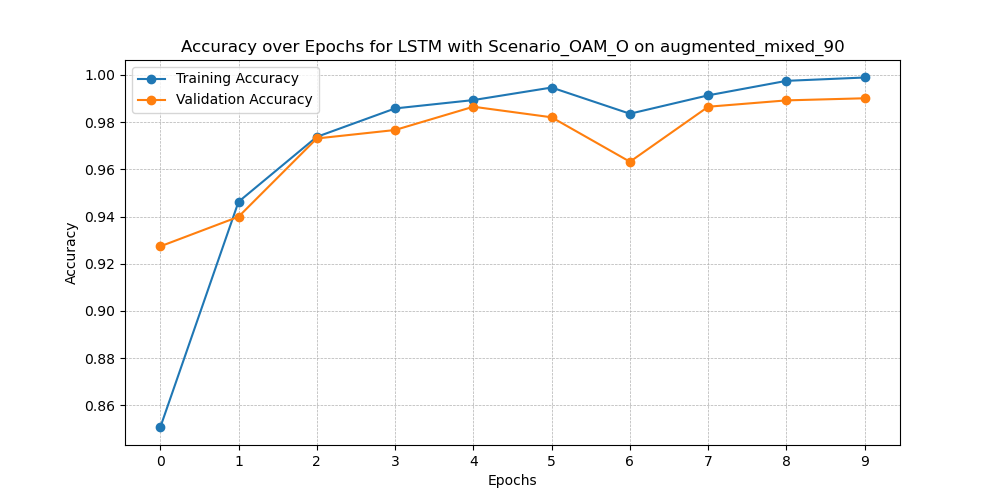 Accuracy over Epochs for LSTM with Scenario_OAM_O on augmented_mixed_90
Training Accuracy
Validation Accuracy
Accuracy
1.00
0.98
0.96
0.94
0.92
0.90
0.88
0.86
0 1 2 3 4 5 6 7 8 9
Epochs